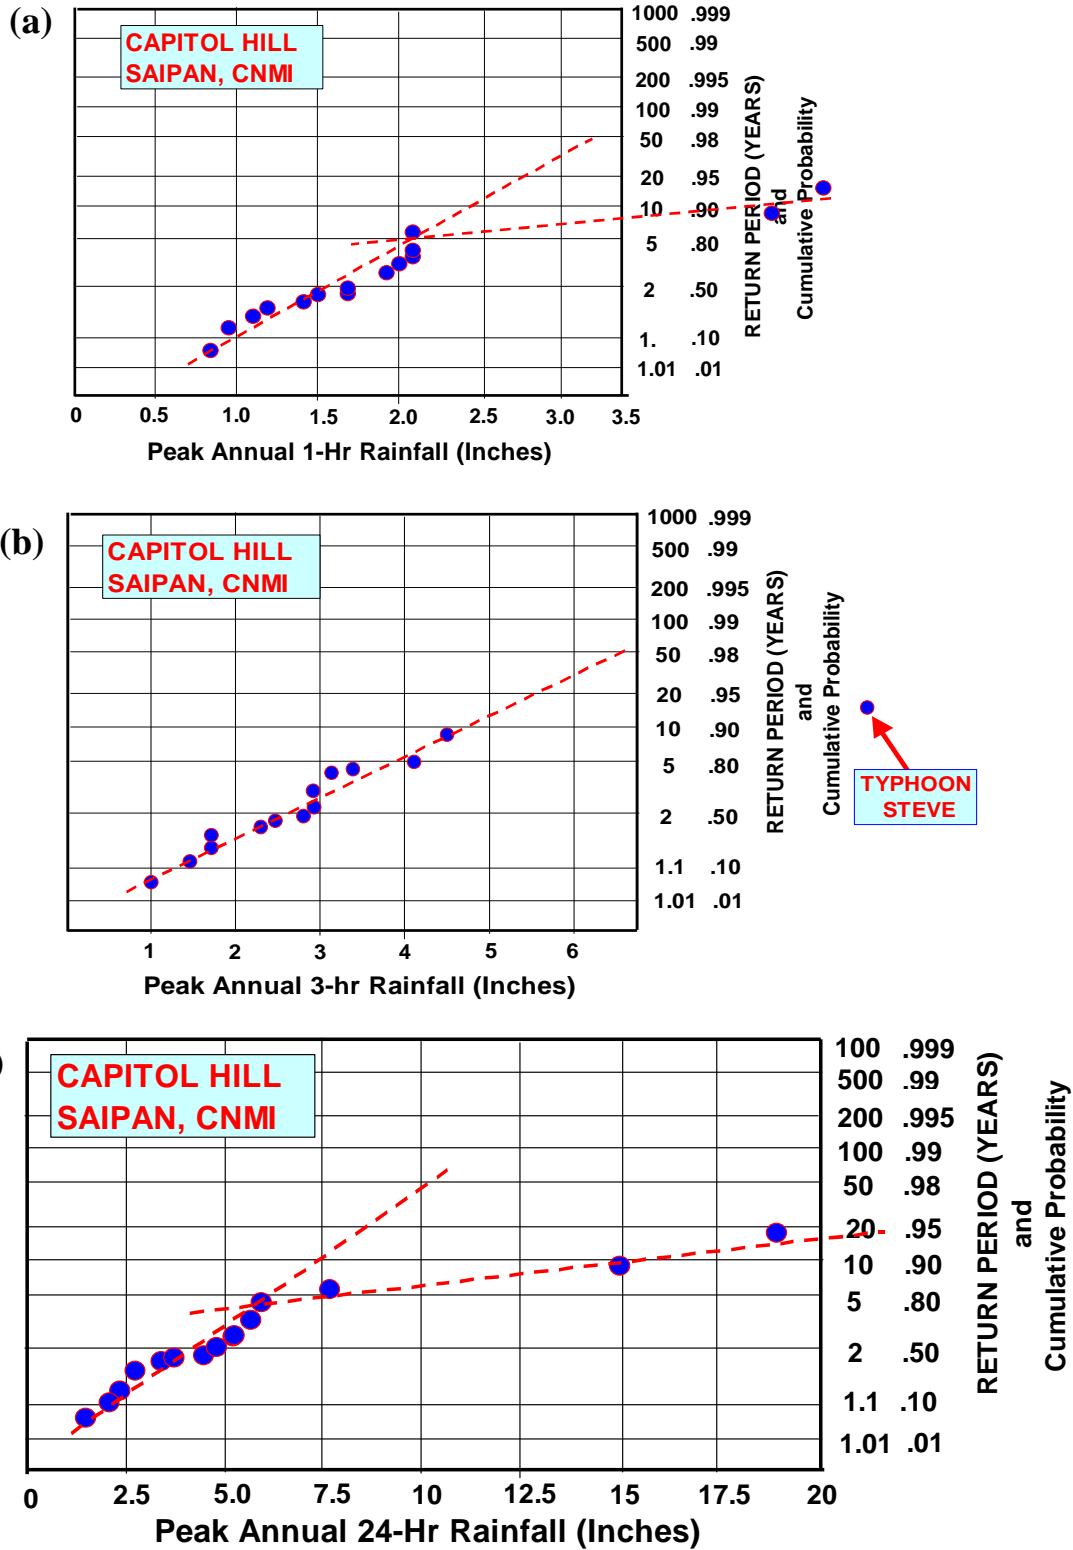 (a)
CAPITOL HILL
SAIPAN, CNMI
1000 .999
500 .99
200 .995
100 .99
50 .98
20 .95
10 .90
5 .80
2 .50
1. .10
1.01 .01
RETURN PERIOD (YEARS)
and
Cumulative Probability
0 0.5 1.0 1.5 2.0 2.5 3.0 3.5
Peak Annual 1-Hr Rainfall (Inches)
(b)
CAPITOL HILL
SAIPAN, CNMI
1000 .999
500 .99
200 .995
100 .99
50 .98
20 .95
10 .90
5 .80
2 .50
1.1 .10
1.01 .01
RETURN PERIOD (YEARS)
and
Cumulative Probability
TYPHOON
STEVE
1 2 3 4 5 6
Peak Annual 3-hr Rainfall (Inches)
)
CAPITOL HILL
SAIPAN, CNMI
100 .999
500 .99
200 .995
100 .99
50 .98
20 .95
10 .90
5 .80
2 .50
1.1 .10
1.01 .01
RETURN PERIOD (YEARS)
and
Cumulative Probability
0 2.5 5.0 7.5 10 12.5 15 17.5 20
Peak Annual 24-Hr Rainfall (Inches)